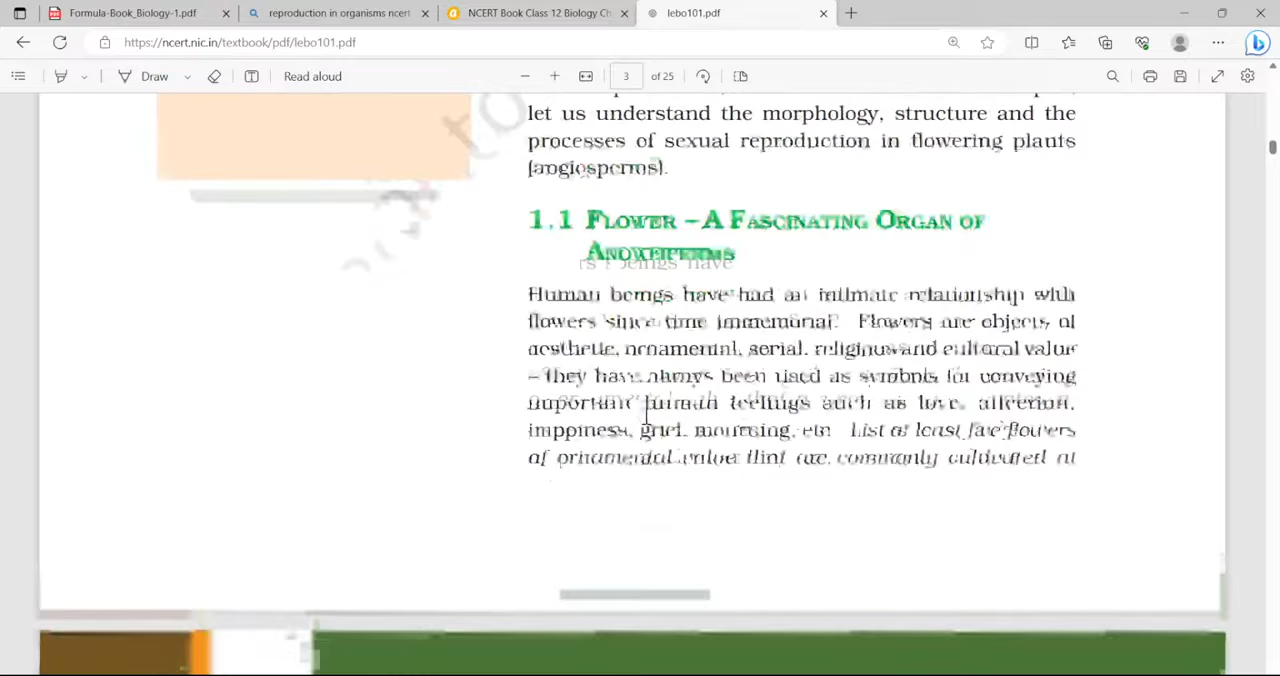 Formula-Book_Biology-1.pdf
reproduction in organisms ncert
NCERT Book Class 12 Biology Ch
lebo101.pdf
https://ncert.nic.in/textbook/pdf/lebo101.pdf
Draw
Read aloud
3 of 25
let us understand the morphology, structure and the
processes of sexual reproduction in flowering plants
(angiosperms).
1.1 FLOWER – A FASCINATING ORGAN OF
Human beings have had an intimate relationship with
flowers since time immemorial. Flowers are objects of
aesthetic, ornamental, religious and cultural value
– they have always been used as symbols for conveying
important human feelings such as love, affection,
happiness, grief, mourning, etc. List at least five flowers
of ornamental value that are commonly cultivated at